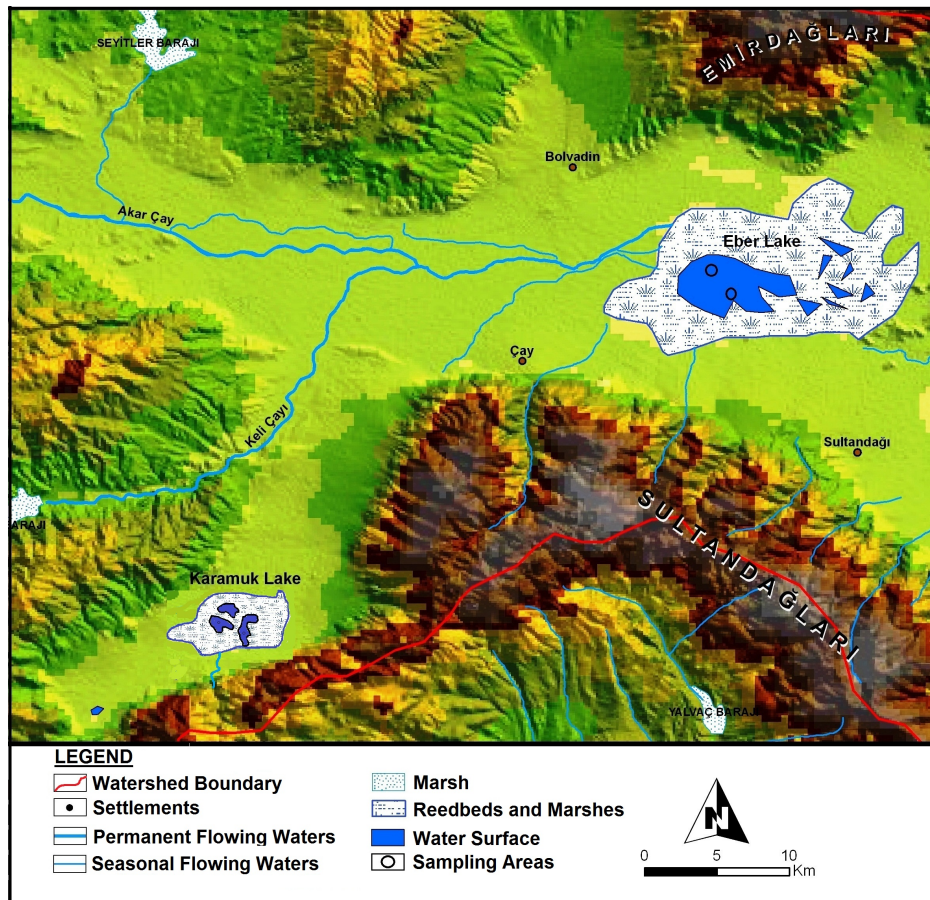 SEYİTLER BARAJI
EMİRDAĞLARI
Bolvadin
Akar Çay
Eber Lake
Çay
Keli Çayı
Sultandağı
SULTANDAĞLARI
ARAJI
Karamuk Lake
YALVAÇ BARAJI
LEGEND
Watershed Boundary
Settlements
Permanent Flowing Waters
Seasonal Flowing Waters
Marsh
Reedbeds and Marshes
Water Surface
Sampling Areas
N
0 5 10
Km